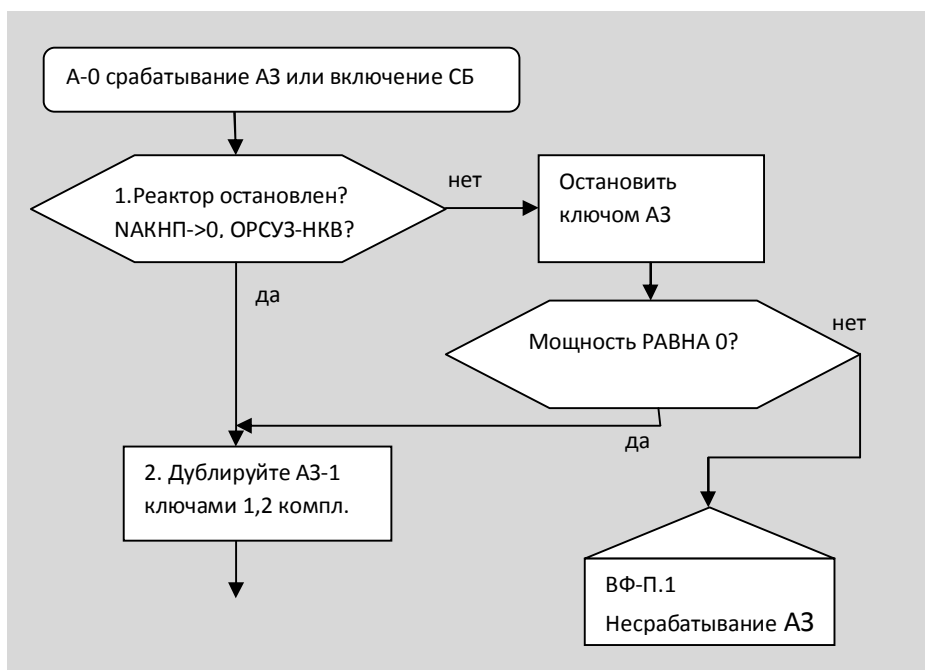 А-0 срабатывание АЗ или включение СБ
1.Реактор остановлен?
NАКНП->0, ОРСУЗ-НКВ?
нет
Остановить
ключом АЗ
да
Мощность РАВНА 0?
нет
да
2. Дублируйте АЗ-1
ключами 1,2 компл.
ВФ-П.1
Несрабатывание АЗ